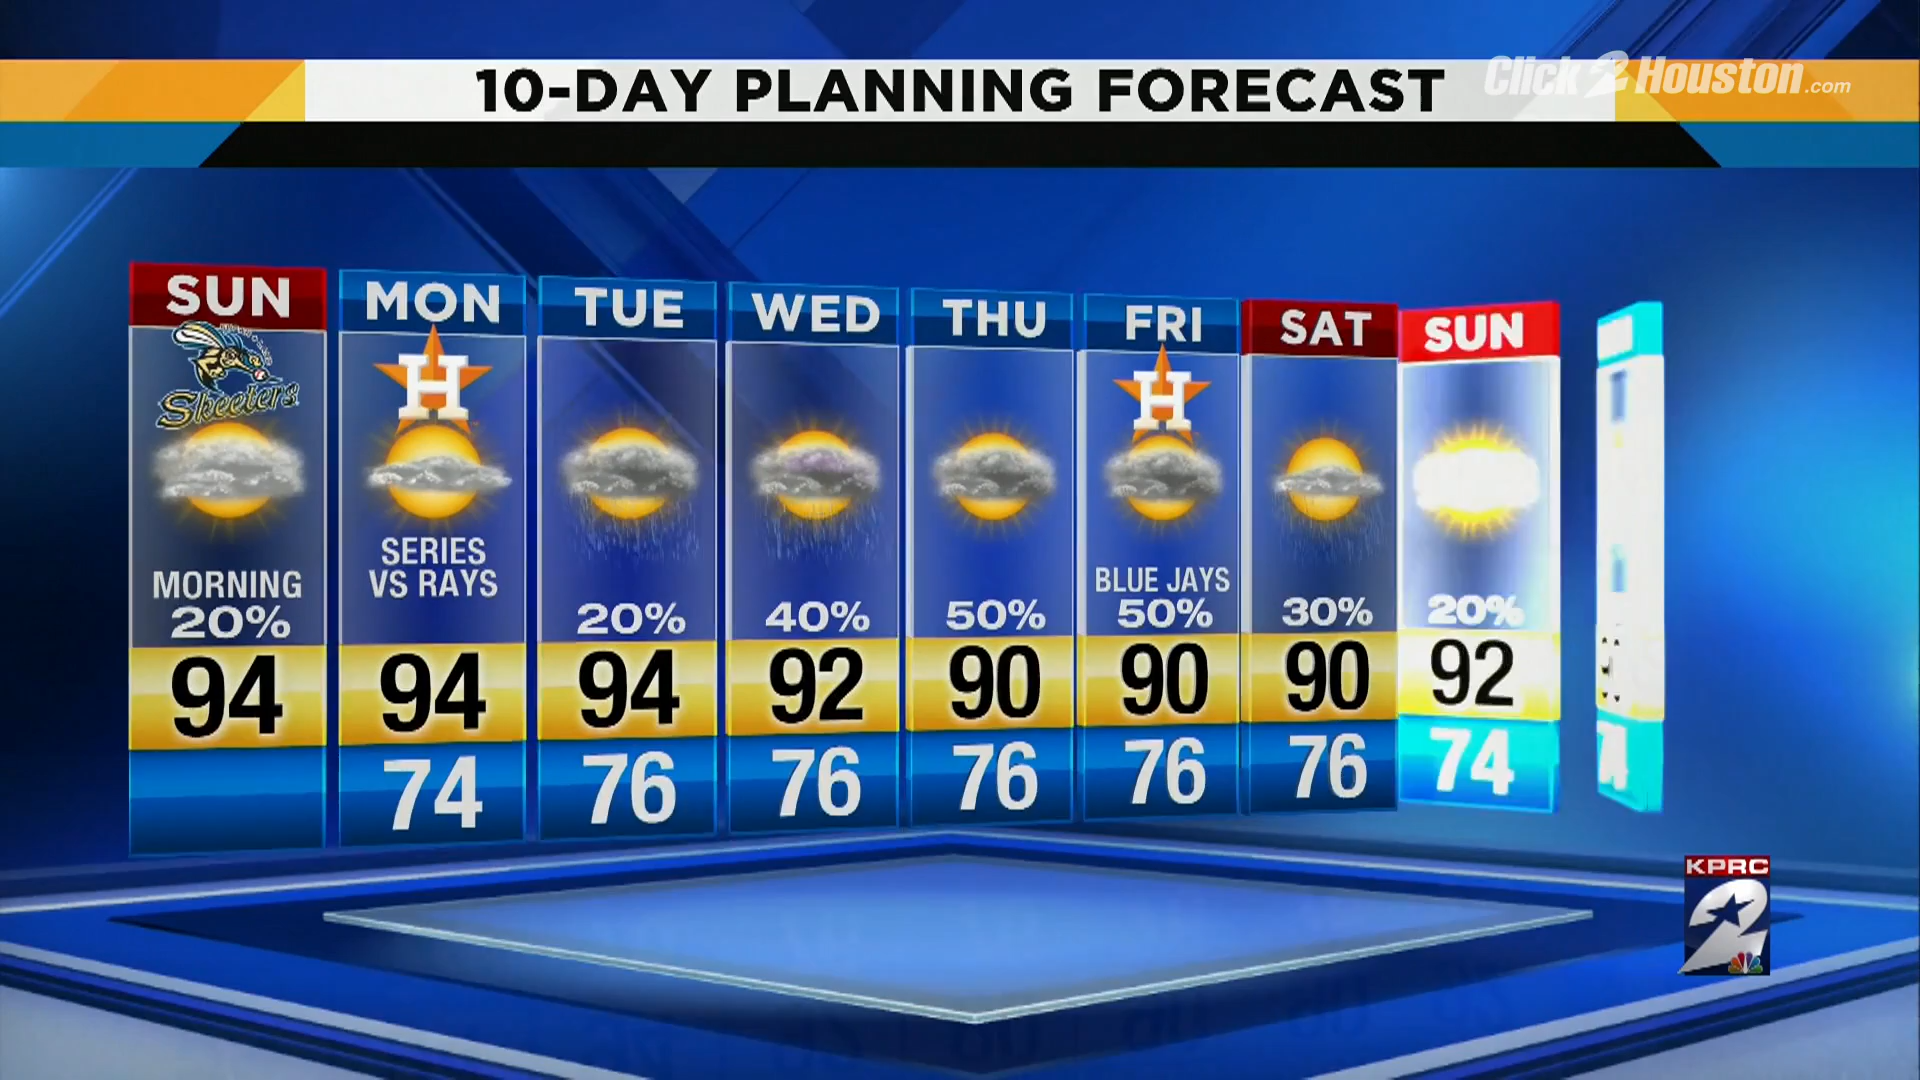 10-DAY PLANNING FORECAST
Click2Houston.com
SUN
Skeeters
MORNING
20%
94
MON
H
SERIES
VS RAYS
94
74
TUE
20%
94
76
WED
40%
92
76
THU
50%
90
76
FRI
H
BLUE JAYS
50%
90
76
SAT
30%
90
76
SUN
20%
92
74
KPRC
2